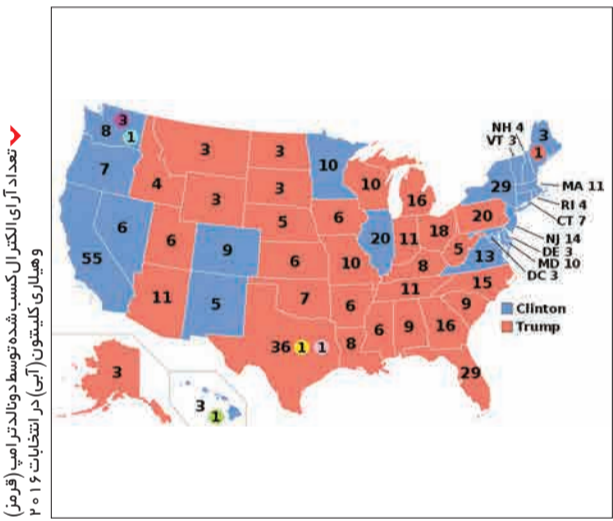 تعداد آرای الکترال کسب شده توسط دونالد ترامپ (قرمز)
و هیلاری کلینتون (آبی) در انتخابات ۲۰۱۶
8 3 1
7
6
55
4
3
3
6
9
11
5
3
3
5
6
7
36 1 1
10
6
10
6
8
10
20
16
11
18
8
11
6
9
16
29
9
15
13
5
20
29
3
1
NH 4
VT 3
MA 11
RI 4
CT 7
NJ 14
DE 3
MD 10
DC 3
Clinton
Trump
3
3 1